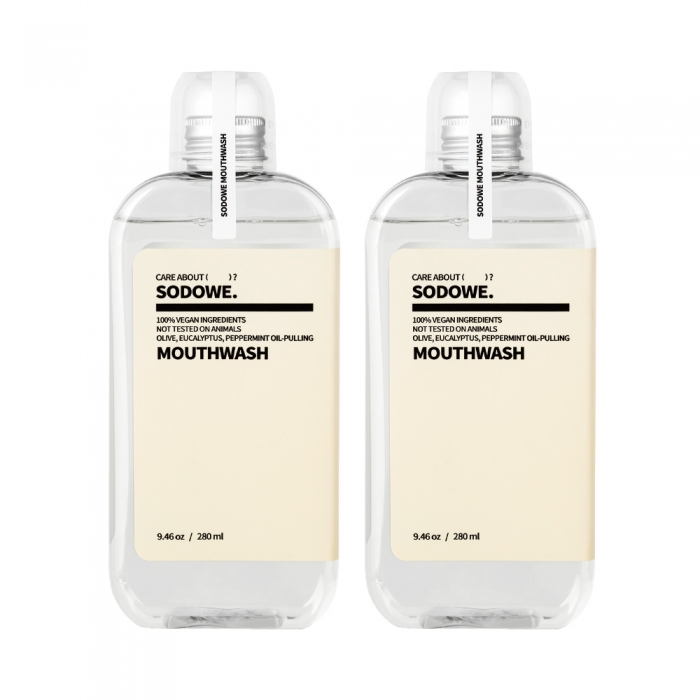 SODOWE MOUTHWASH
CARE ABOUT (      ) ?
SODOWE.
100% VEGAN INGREDIENTS
NOT TESTED ON ANIMALS
OLIVE, EUCALYPTUS, PEPPERMINT OIL-PULLING
MOUTHWASH
9.46 oz / 280 ml
SODOWE MOUTHWASH
CARE ABOUT (      ) ?
SODOWE.
100% VEGAN INGREDIENTS
NOT TESTED ON ANIMALS
OLIVE, EUCALYPTUS, PEPPERMINT OIL-PULLING
MOUTHWASH
9.46 oz / 280 ml